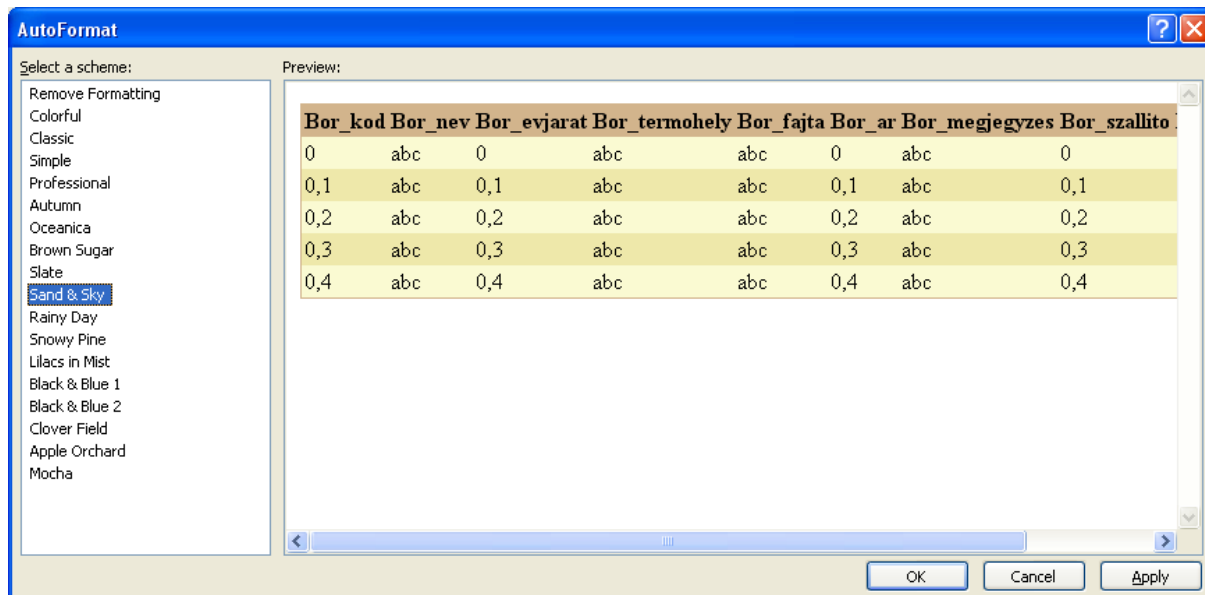 AutoFormat
Select a scheme:
Remove Formatting
Colorful
Classic
Simple
Professional
Autumn
Oceanica
Brown Sugar
Slate
Sand & Sky
Rainy Day
Snowy Pine
Lilacs in Mist
Black & Blue 1
Black & Blue 2
Clover Field
Apple Orchard
Mocha
Preview:
Bor_kod Bor_nev Bor_evjarat Bor_termohely Bor_fajta Bor_ar Bor_megjegyzes Bor_szallito
0 abc 0 abc abc 0 abc 0
0,1 abc 0,1 abc abc 0,1 abc 0,1
0,2 abc 0,2 abc abc 0,2 abc 0,2
0,3 abc 0,3 abc abc 0,3 abc 0,3
0,4 abc 0,4 abc abc 0,4 abc 0,4
OK Cancel Apply